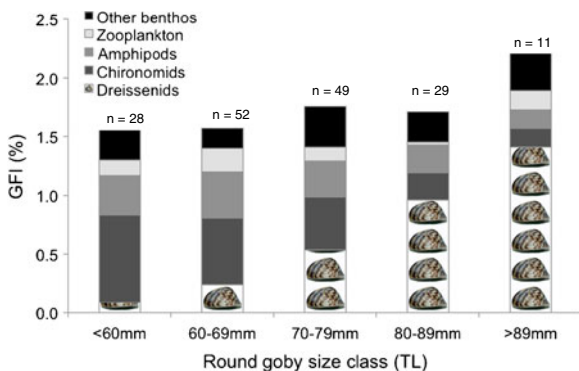 2.5
Other benthos
Zooplankton
Amphipods
Chironomids
Dreissenids
n = 28
n = 52
n = 49
n = 29
n = 11
2.0
1.5
1.0
0.5
0.0
GFI (%)
<60mm 60-69mm 70-79mm 80-89mm >89mm
Round goby size class (TL)